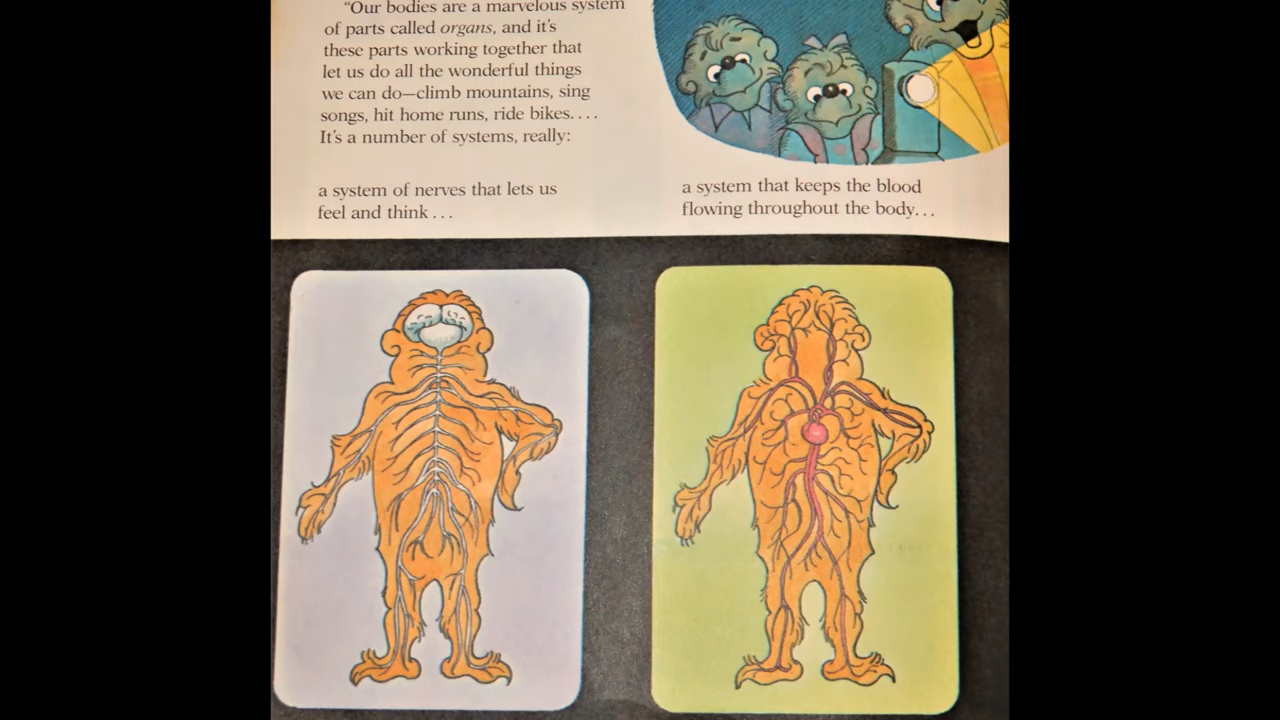 “Our bodies are a marvelous system
of parts called organs, and it’s
these parts working together that
let us do all the wonderful things
we can do—climb mountains, sing
songs, hit home runs, ride bikes. . . .
It’s a number of systems, really:
a system of nerves that lets us
feel and think . . .
a system that keeps the blood
flowing throughout the body. . .